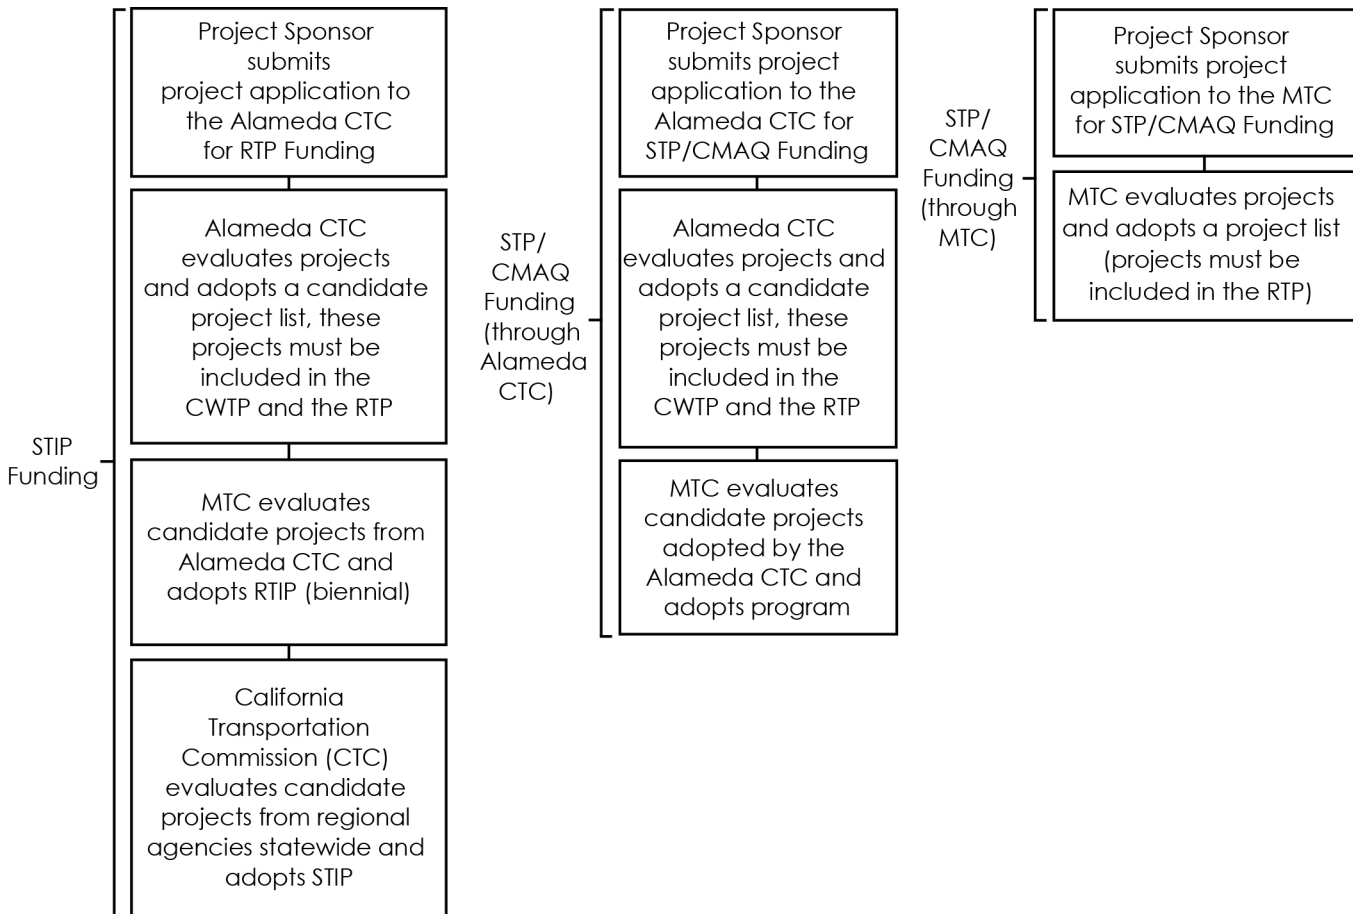 STIP
Funding
Project Sponsor
submits
project application to
the Alameda CTC
for RTP Funding
Alameda CTC
evaluates projects
and adopts a candidate
project list, these
projects must be
included in the
CWTP and the RTP
MTC evaluates
candidate projects from
Alameda CTC and
adopts RTIP (biennial)
California
Transportation
Commission (CTC)
evaluates candidate
projects from regional
agencies statewide and
adopts STIP
STP/
CMAQ
Funding
(through
Alameda
CTC)
Project Sponsor
submits project
application to the
Alameda CTC for
STP/CMAQ Funding
Alameda CTC
evaluates projects and
adopts a candidate
project list, these
projects must be
included in the
CWTP and the RTP
MTC evaluates
candidate projects
adopted by the
Alameda CTC and
adopts program
STP/
CMAQ
Funding
(through
MTC)
Project Sponsor
submits project
application to the MTC
for STP/CMAQ Funding
MTC evaluates projects
and adopts a project list
(projects must be
included in the RTP)